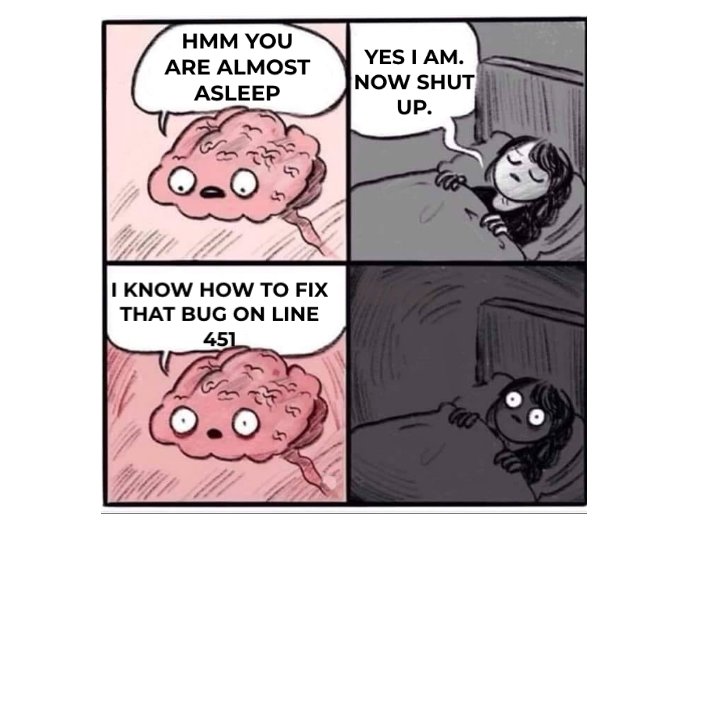 HMM YOU
ARE ALMOST
ASLEEP
YES I AM.
NOW SHUT
UP.
I KNOW HOW TO FIX
THAT BUG ON LINE
451